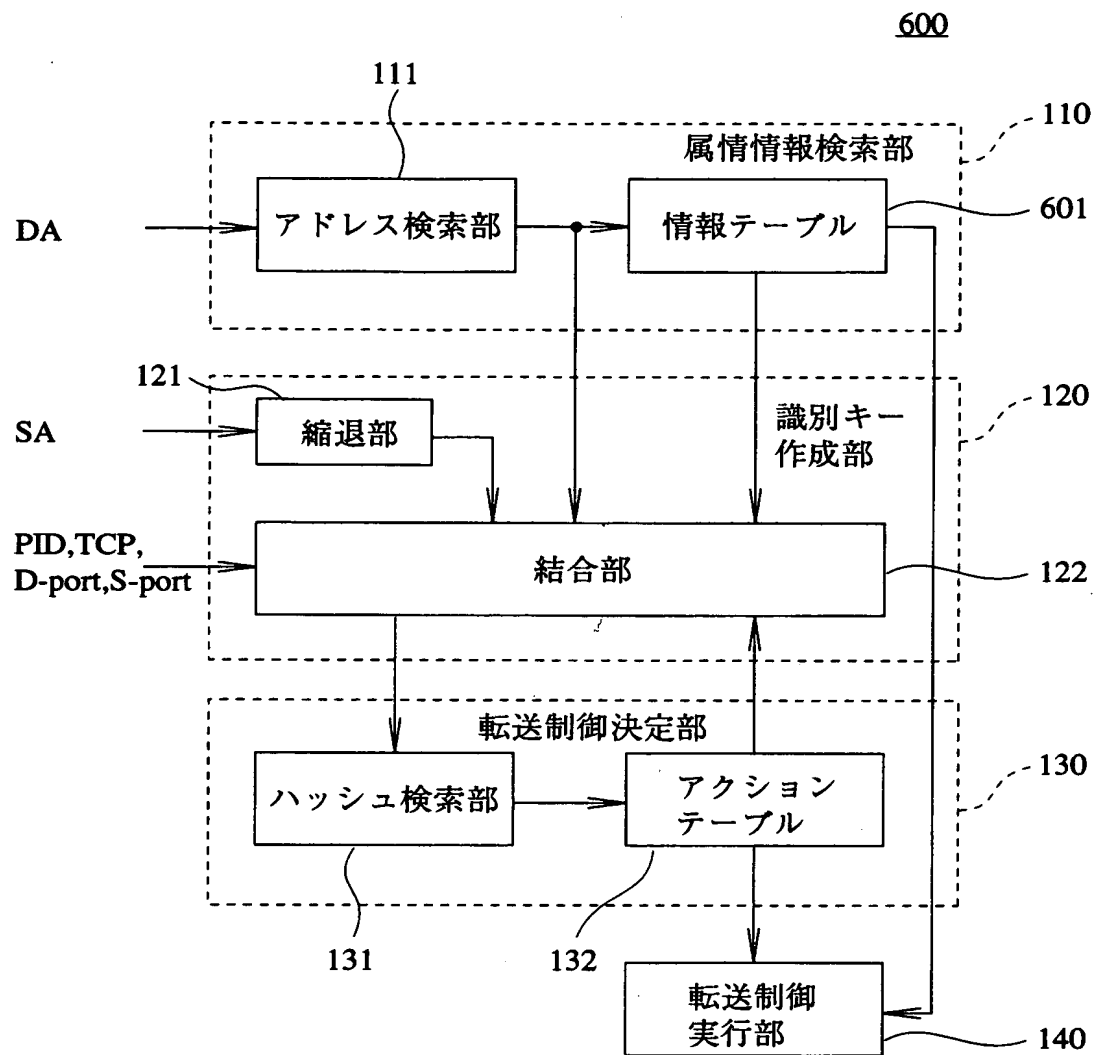 600
111
110
属情情報検索部
DA
アドレス検索部
情報テーブル
601
121
120
SA
縮退部
識別キー
作成部
PID,TCP,
D-port,S-port
結合部
122
転送制御決定部
130
ハッシュ検索部
アクション
テーブル
131
132
転送制御
実行部
140